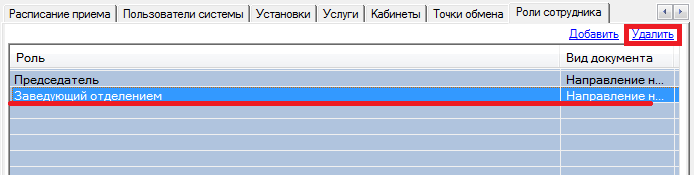 Расписание приема Пользователи системы Установки Услуги Кабинеты Точки обмена Роли сотрудника
Добавить Удалить
Роль Вид документа
Председатель Направление н...
Заведующий отделением Направление н...